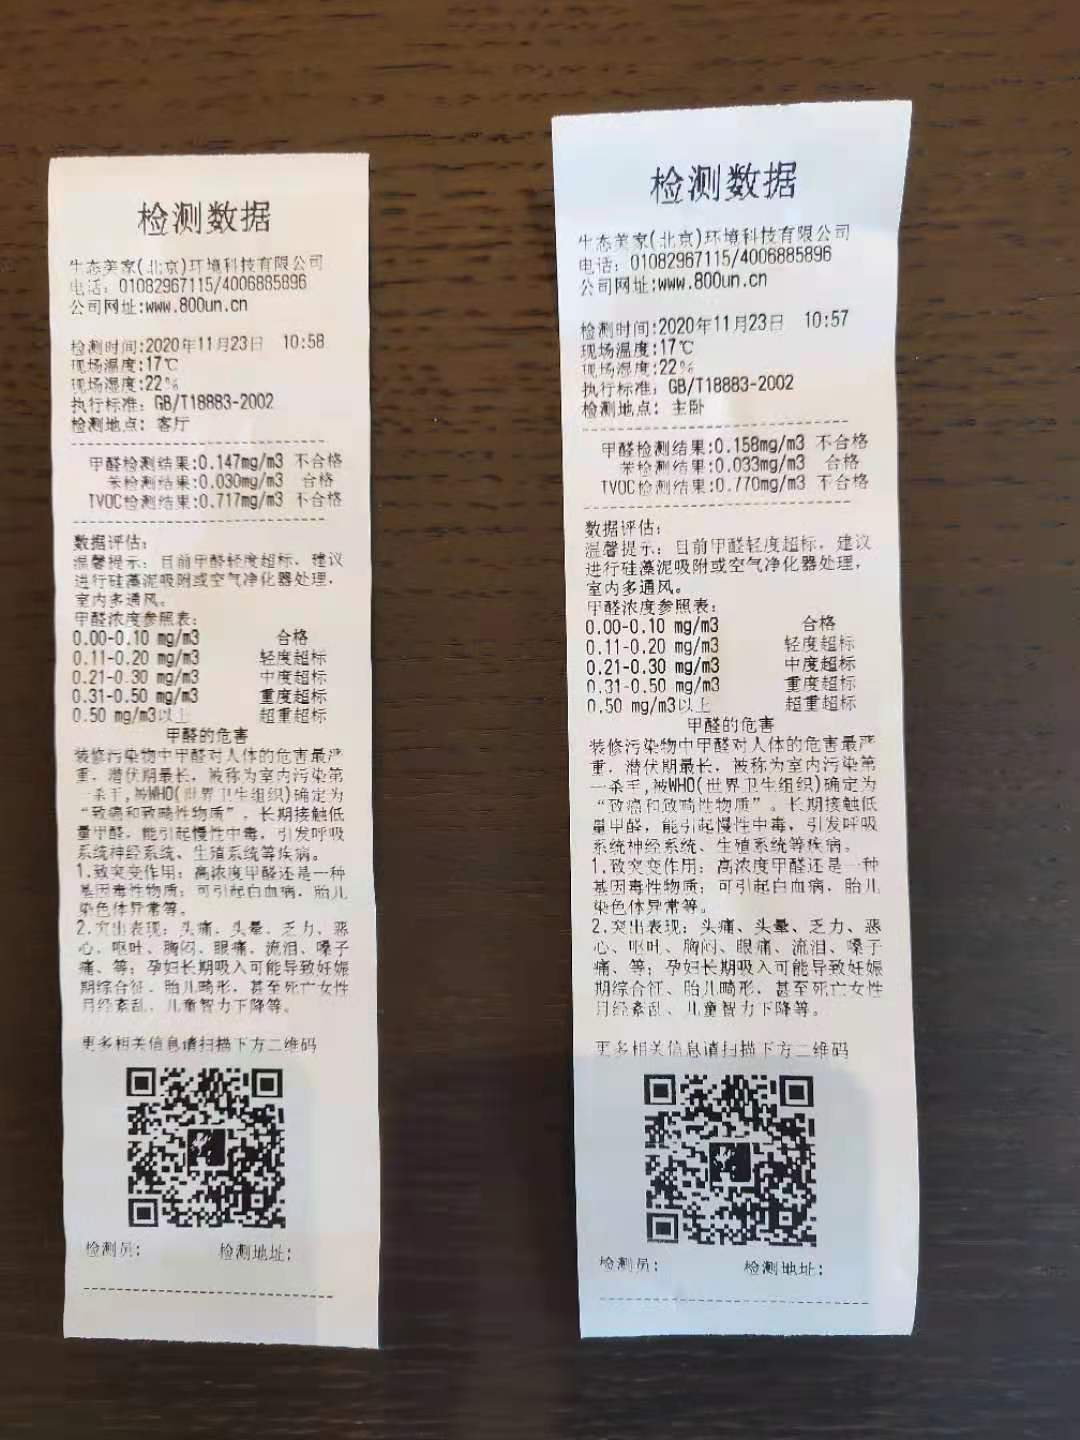 检测数据
生态美家(北京)环境科技有限公司
电话：01082967115/4006885896
公司网址:www.800un.cn
检测时间:2020年11月23日 10:58
现场温度:17℃
现场湿度:22%
执行标准：GB/T18883-2002
检测地点：客厅
甲醛检测结果:0.147mg/m3 不合格
苯检测结果:0.030mg/m3 合格
TVOC检测结果:0.717mg/m3 不合格
数据评估：
温馨提示：目前甲醛轻度超标，建议
进行硅藻泥吸附或空气净化器处理，
室内多通风。
甲醛浓度参照表：
0.00-0.10 mg/m3 合格
0.11-0.20 mg/m3 轻度超标
0.21-0.30 mg/m3 中度超标
0.31-0.50 mg/m3 重度超标
0.50 mg/m3以上 超重超标
甲醛的危害
装修污染物中甲醛对人体的危害最严
重，潜伏期最长，被称为室内污染第
一杀手,被WHO(世界卫生组织)确定为
“致癌和致畸性物质”。长期接触低
量甲醛，能引起慢性中毒，引发呼吸
系统神经系统、生殖系统等疾病。
1.致突变作用：高浓度甲醛还是一种
基因毒性物质；可引起白血病，胎儿
染色体异常等。
2.突出表现：头痛、头晕、乏力、恶
心、呕吐、胸闷、眼痛、流泪、嗓子
痛、等；孕妇长期吸入可能导致妊娠
期综合征、胎儿畸形，甚至死亡女性
月经紊乱、儿童智力下降等。
更多相关信息请扫描下方二维码
检测员： 检测地址：
检测数据
生态美家(北京)环境科技有限公司
电话：01082967115/4006885896
公司网址:www.800un.cn
检测时间:2020年11月23日 10:57
现场温度:17℃
现场湿度:22%
执行标准：GB/T18883-2002
检测地点：主卧
甲醛检测结果:0.158mg/m3 不合格
苯检测结果:0.033mg/m3 合格
TVOC检测结果:0.770mg/m3 不合格
数据评估：
温馨提示：目前甲醛轻度超标，建议
进行硅藻泥吸附或空气净化器处理，
室内多通风。
甲醛浓度参照表：
0.00-0.10 mg/m3 合格
0.11-0.20 mg/m3 轻度超标
0.21-0.30 mg/m3 中度超标
0.31-0.50 mg/m3 重度超标
0.50 mg/m3以上 超重超标
甲醛的危害
装修污染物中甲醛对人体的危害最严
重，潜伏期最长，被称为室内污染第
一杀手,被WHO(世界卫生组织)确定为
“致癌和致畸性物质”。长期接触低
量甲醛，能引起慢性中毒，引发呼吸
系统神经系统、生殖系统等疾病。
1.致突变作用：高浓度甲醛还是一种
基因毒性物质；可引起白血病，胎儿
染色体异常等。
2.突出表现：头痛、头晕、乏力、恶
心、呕吐、胸闷、眼痛、流泪、嗓子
痛、等；孕妇长期吸入可能导致妊娠
期综合征、胎儿畸形，甚至死亡女性
月经紊乱、儿童智力下降等。
更多相关信息请扫描下方二维码
检测员： 检测地址：